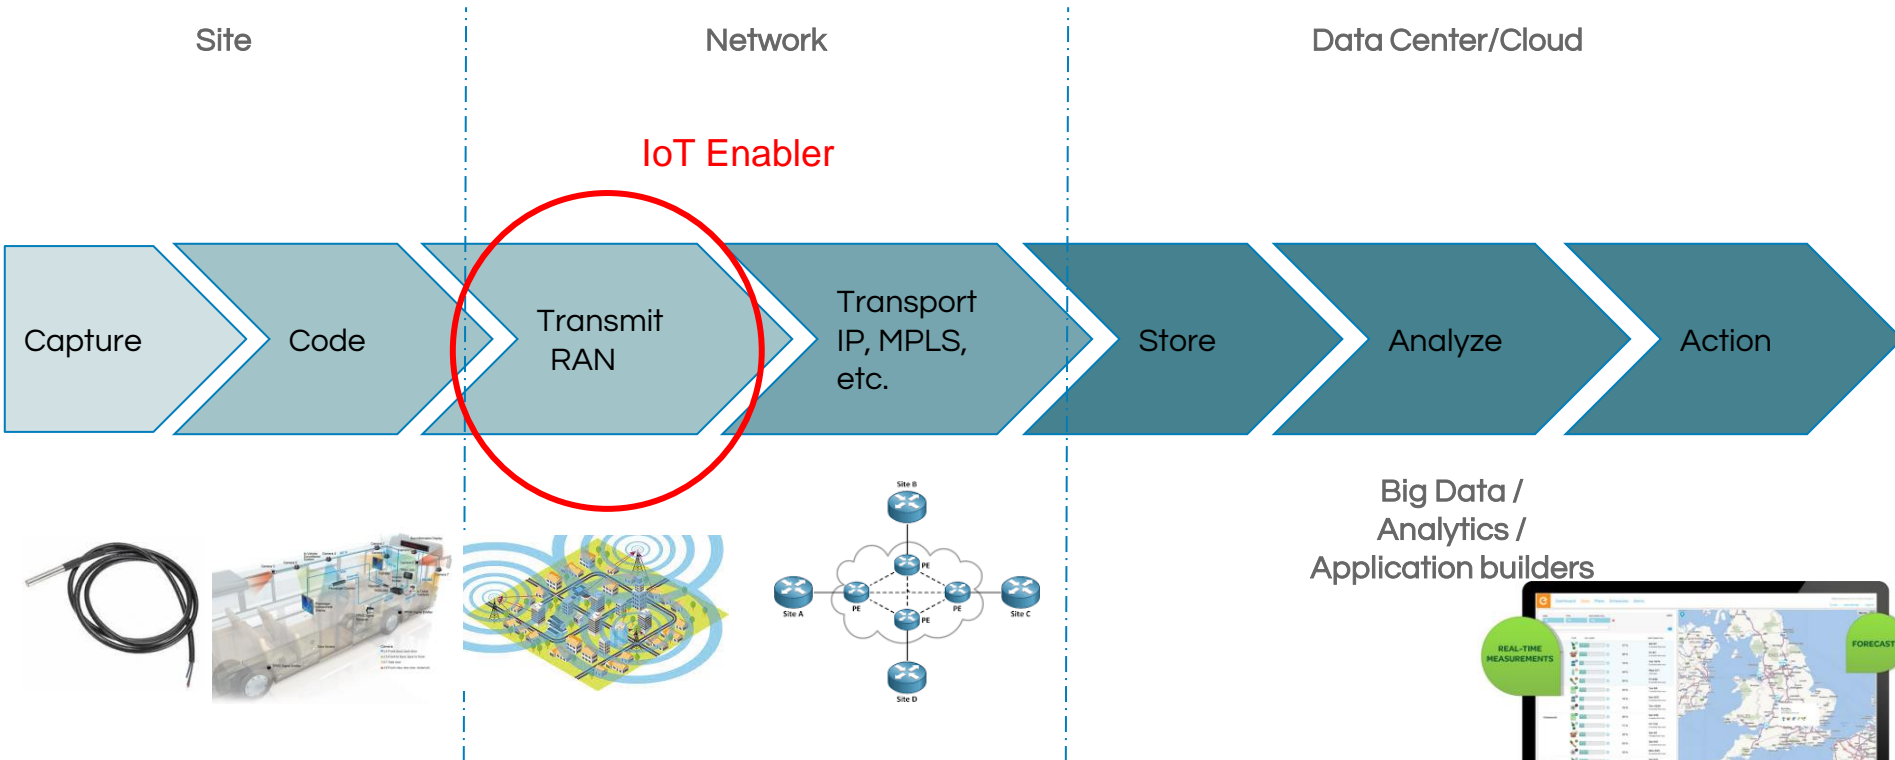 Site
Network
Data Center/Cloud
IoT Enabler
Capture
Code
Transmit
RAN
Transport
IP, MPLS,
etc.
Store
Analyze
Action
Site B
PE
Site A
PE
PE
Site C
PE
Site D
Big Data /
Analytics /
Application builders
REAL-TIME
MEASUREMENTS
FORECAST